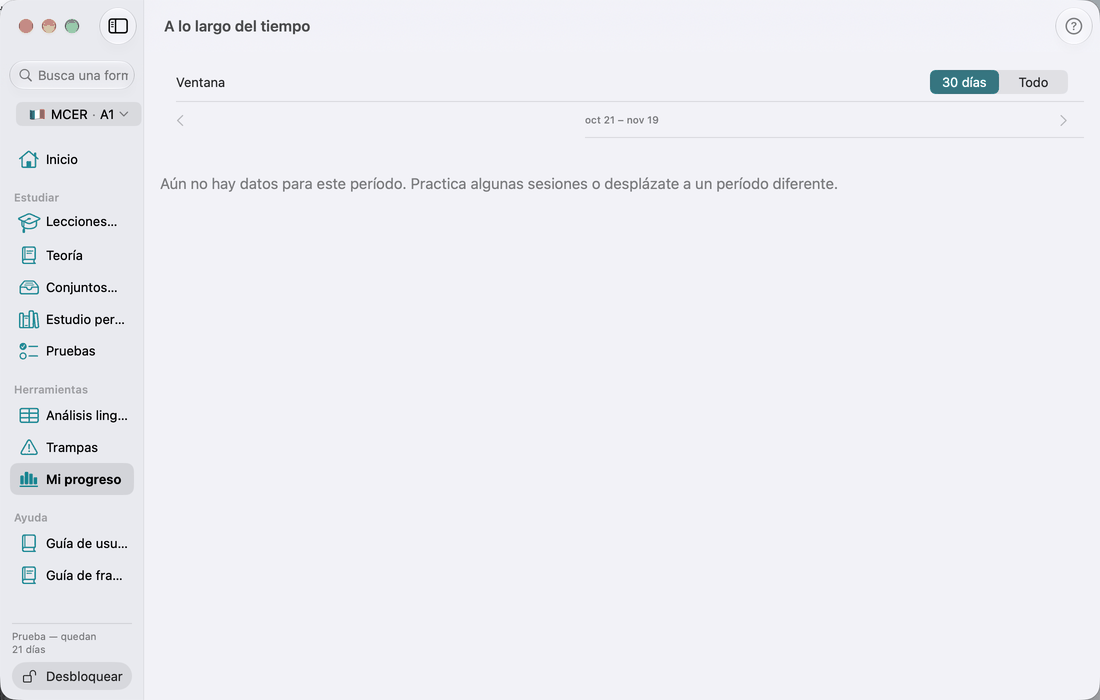 A lo largo del tiempo
Busca una forn
MCER · A1
Inicio
Estudiar
Lecciones...
Teoría
Conjuntos...
Estudio per...
Pruebas
Herramientas
Análisis ling...
Trampas
Mi progreso
Ayuda
Guía de usu...
Guía de fra...
Prueba — quedan
21 días
Desbloquear
Ventana
30 días
Todo
oct 21 – nov 19
Aún no hay datos para este período. Practica algunas sesiones o desplázate a un período diferente.